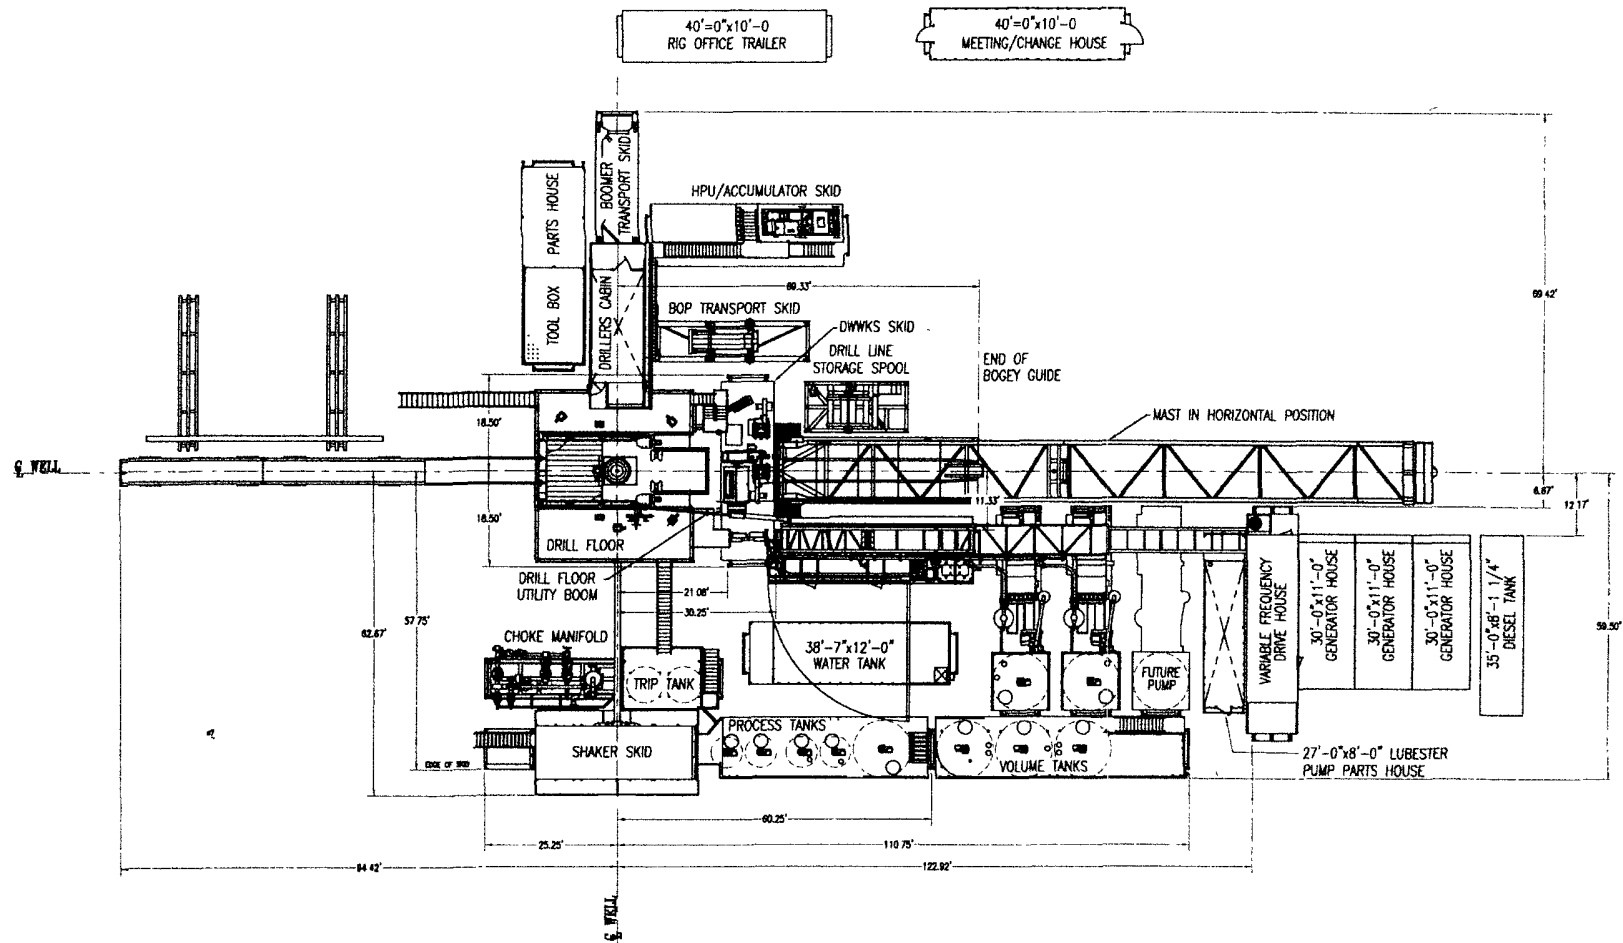 40'=0"x10'-0
RIG OFFICE TRAILER
40'=0"x10'-0
MEETING/CHANGE HOUSE
BOOMER
TRANSPORT SKID
PARTS HOUSE
HPU/ACCUMULATOR SKID
TOOL BOX
DRILLERS CABIN
69.33'
69.42'
BOP TRANSPORT SKID
DWWKS SKID
DRILL LINE
STORAGE SPOOL
END OF
BOGEY GUIDE
MAST IN HORIZONTAL POSITION
18.50'
WELL
6.67'
11.33'
12.17'
18.50'
DRILL FLOOR
DRILL FLOOR
UTILITY BOOM
21.08'
30.25'
VARIABLE FREQUENCY
DRIVE HOUSE
30'-0"x11'-0"
GENERATOR HOUSE
30'-0"x11'-0"
GENERATOR HOUSE
30'-0"x11'-0"
GENERATOR HOUSE
35'-0"x8'-1 1/4"
DIESEL TANK
62.67'
57.75'
59.50'
CHOKE MANIFOLD
38'-7"x12'-0"
WATER TANK
TRIP TANK
FUTURE
PUMP
PROCESS TANKS
SHAKER SKID
VOLUME TANKS
27'-0"x8'-0" LUBESTER
PUMP PARTS HOUSE
EDGE OF SKID
60.25'
25.25'
110.75'
94.42'
122.92'
WELL